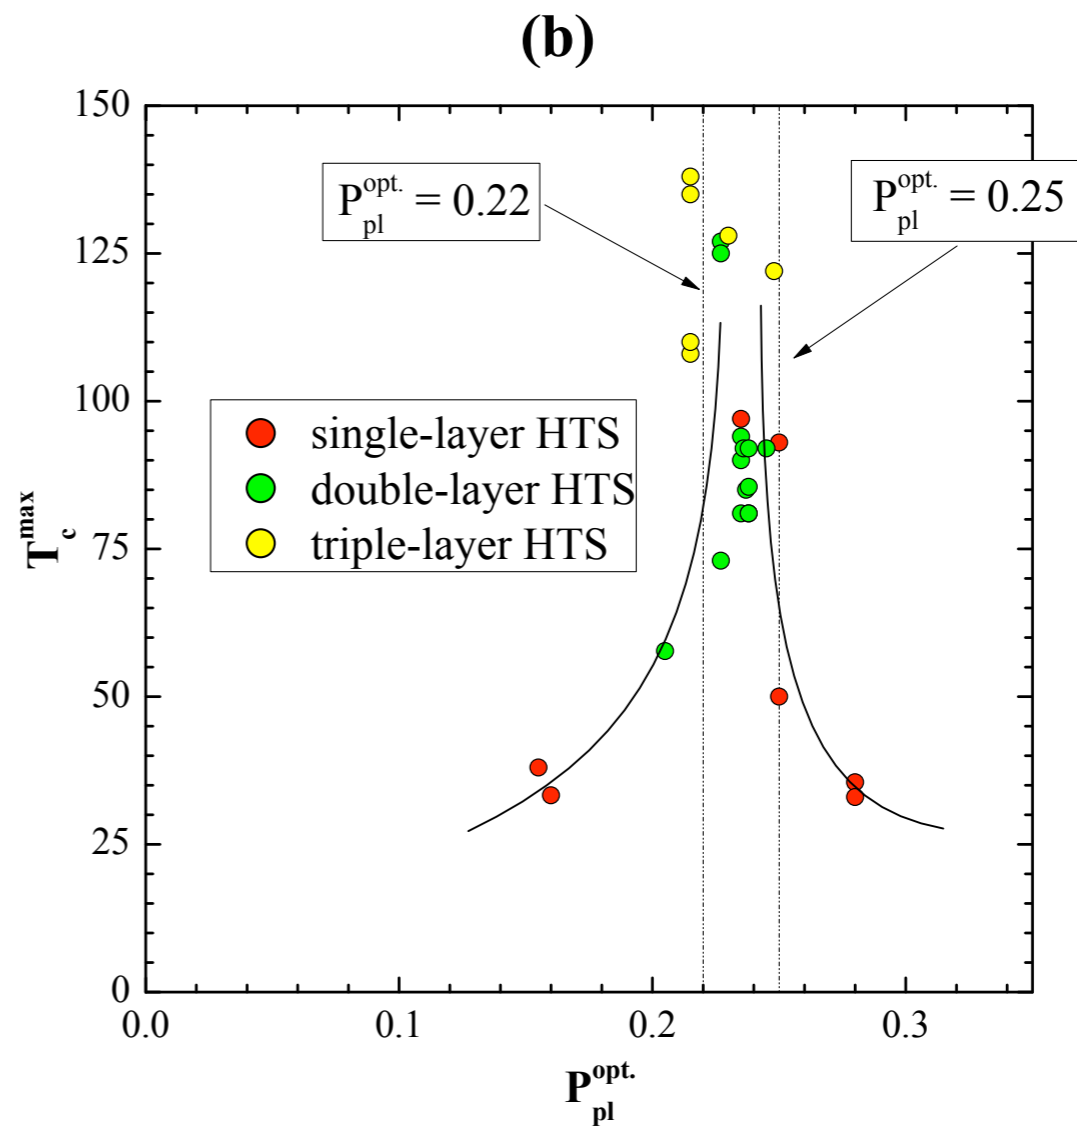 (b)
150
125
100
75
50
25
0
0.0
0.1
0.2
0.3
T_c^max
P_pl^opt.
P_pl^opt. = 0.22
P_pl^opt. = 0.25
single-layer HTS
double-layer HTS
triple-layer HTS